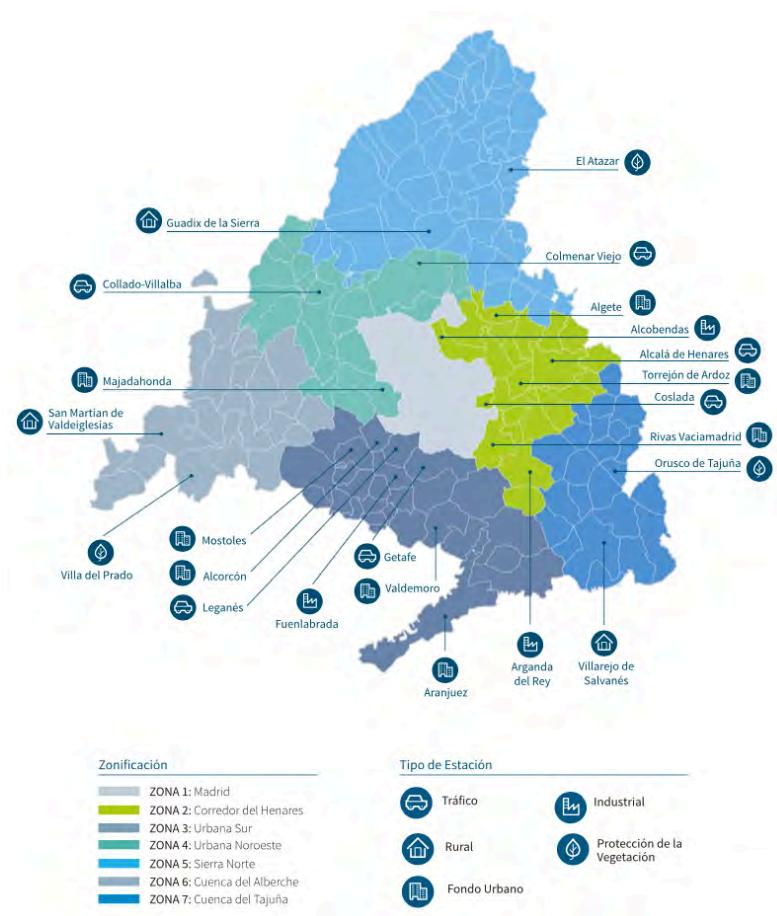 El Atazar
Guadix de la Sierra
Colmenar Viejo
Collado-Villalba
Algete
Alcobendas
Alcalá de Henares
Majadahonda
Torrejón de Ardoz
Coslada
San Martían de
Valdeiglesias
Rivas Vaciamadrid
Orusco de Tajuña
Villa del Prado
Mostoles
Alcorcón
Leganés
Fuenlabrada
Getafe
Valdemoro
Aranjuez
Arganda
del Rey
Villarejo de
Salvanés
Zonificación
ZONA 1: Madrid
ZONA 2: Corredor del Henares
ZONA 3: Urbana Sur
ZONA 4: Urbana Noroeste
ZONA 5: Sierra Norte
ZONA 6: Cuenca del Alberche
ZONA 7: Cuenca del Tajuña
Tipo de Estación
Tráfico
Industrial
Rural
Protección de la
Vegetación
Fondo Urbano